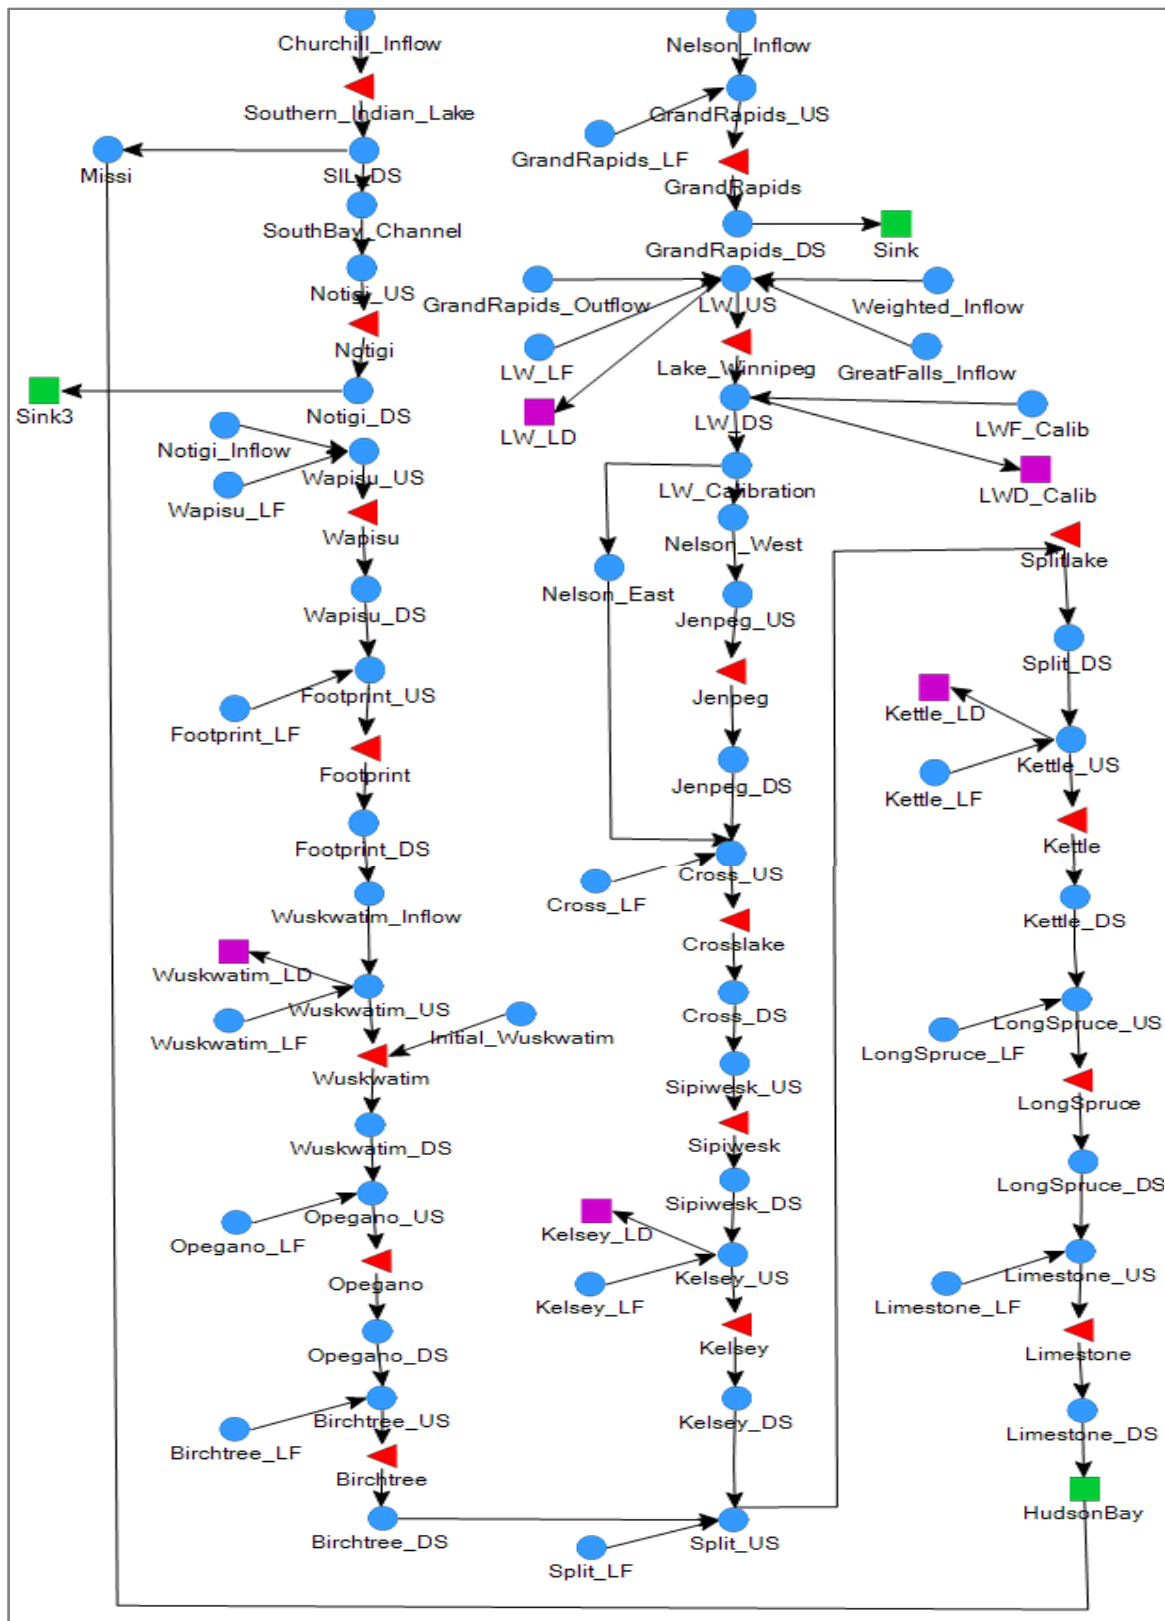 Churchill_Inflow
Southern_Indian_Lake
Missi
SIL_DS
SouthBay_Channel
Notigi_US
Notigi
Sink3
Notigi_DS
Notigi_Inflow
Wapisu_US
Wapisu_LF
Wapisu
Wapisu_DS
Footprint_US
Footprint_LF
Footprint
Footprint_DS
Wuskwatim_Inflow
Wuskwatim_LD
Wuskwatim_US
Wuskwatim_LF
Initial_Wuskwatim
Wuskwatim
Wuskwatim_DS
Opegano_US
Opegano_LF
Opegano
Opegano_DS
Birchtree_US
Birchtree_LF
Birchtree
Birchtree_DS
Nelson_Inflow
GrandRapids_US
GrandRapids_LF
GrandRapids
GrandRapids_DS
Sink
GrandRapids_Outflow
LW_US
Weighted_Inflow
LW_LF
Lake_Winnipeg
GreatFalls_Inflow
LW_LD
LW_DS
LWF_Calib
LW_Calibration
LWD_Calib
Nelson_West
Nelson_East
Jenpeg_US
Jenpeg
Jenpeg_DS
Cross_US
Cross_LF
Crosslake
Cross_DS
Sipiwesk_US
Sipiwesk
Sipiwesk_DS
Kelsey_LD
Kelsey_US
Kelsey_LF
Kelsey
Kelsey_DS
Split_US
Split_LF
Splitlake
Split_DS
Kettle_LD
Kettle_US
Kettle_LF
Kettle
Kettle_DS
LongSpruce_US
LongSpruce_LF
LongSpruce
LongSpruce_DS
Limestone_US
Limestone_LF
Limestone
Limestone_DS
HudsonBay